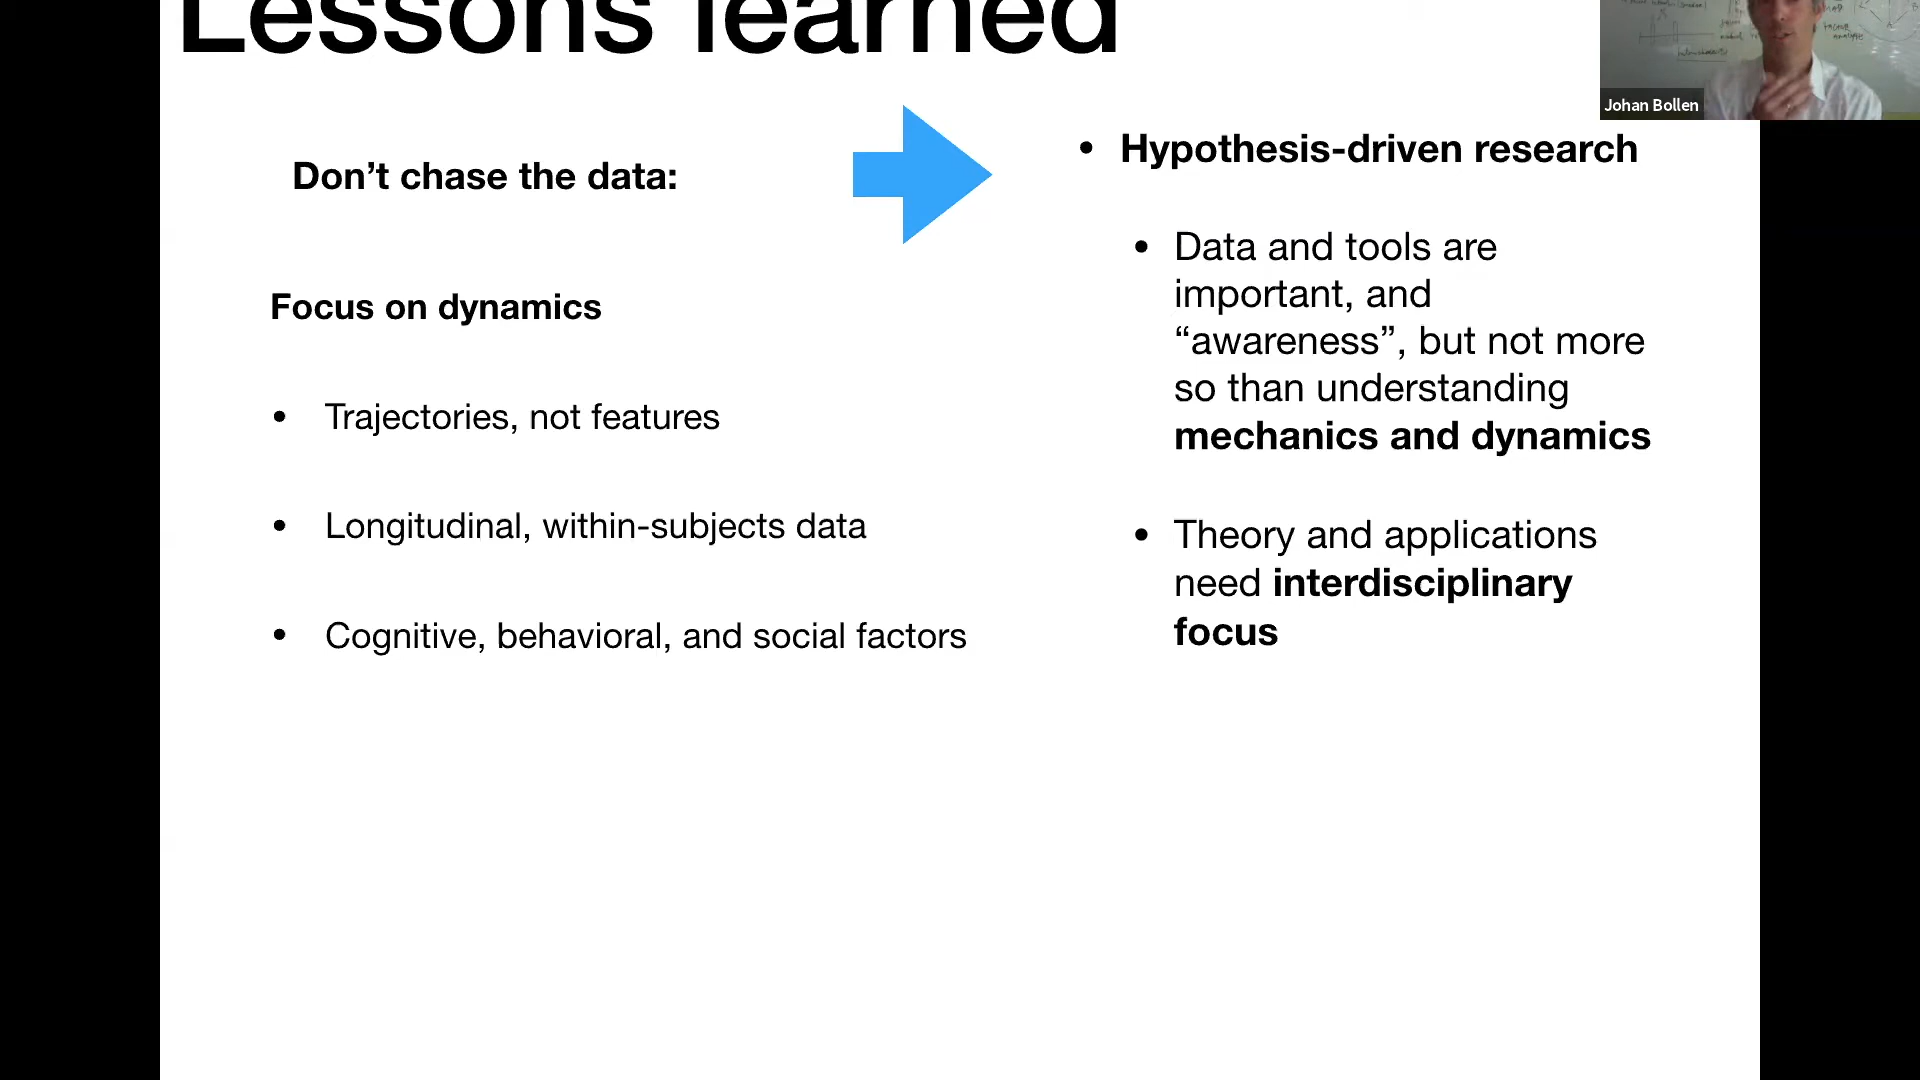 Lessons learned
Johan Bollen
Don’t chase the data:
Focus on dynamics
• Trajectories, not features
• Longitudinal, within-subjects data
• Cognitive, behavioral, and social factors
• Hypothesis-driven research
• Data and tools are
important, and
“awareness”, but not more
so than understanding
mechanics and dynamics
• Theory and applications
need interdisciplinary
focus